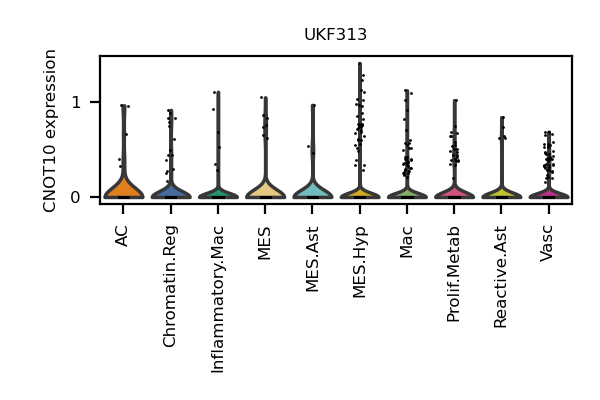 UKF313
CNOT10 expression
1
0
AC
Chromatin.Reg
Inflammatory.Mac
MES
MES.Ast
MES.Hyp
Mac
Prolif.Metab
Reactive.Ast
Vasc